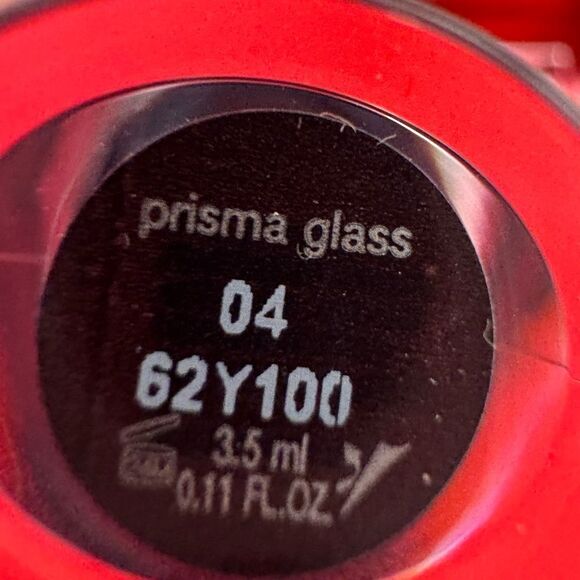 prisma glass
04
62Y100
3.5 ml
0.11 FL.OZ